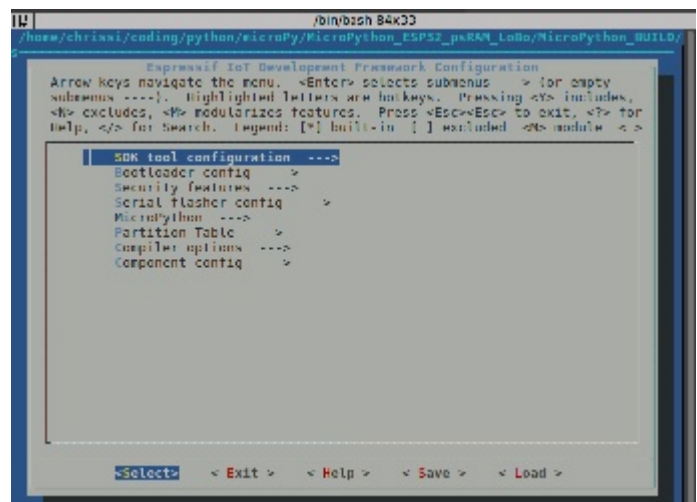 /bin/bash 84x33
/home/chrissi/coding/python/microPy/MicroPython_ESP32_psRAM_LoBo/MicroPython_BUILD/
Espressif IoT Development Framework Configuration
Arrow keys navigate the menu. <Enter> selects submenus ---> (or empty
submenus ----). Highlighted letters are hotkeys. Pressing <Y> includes,
<N> excludes, <M> modularizes features. Press <Esc><Esc> to exit, <?> for
Help, </> for Search. Legend: [*] built-in [ ] excluded <M> module < >
SDK tool configuration --->
Bootloader config --->
Security features --->
Serial flasher config --->
MicroPython --->
Partition Table --->
Compiler options --->
Component config --->
<Select> < Exit > < Help > < Save > < Load >